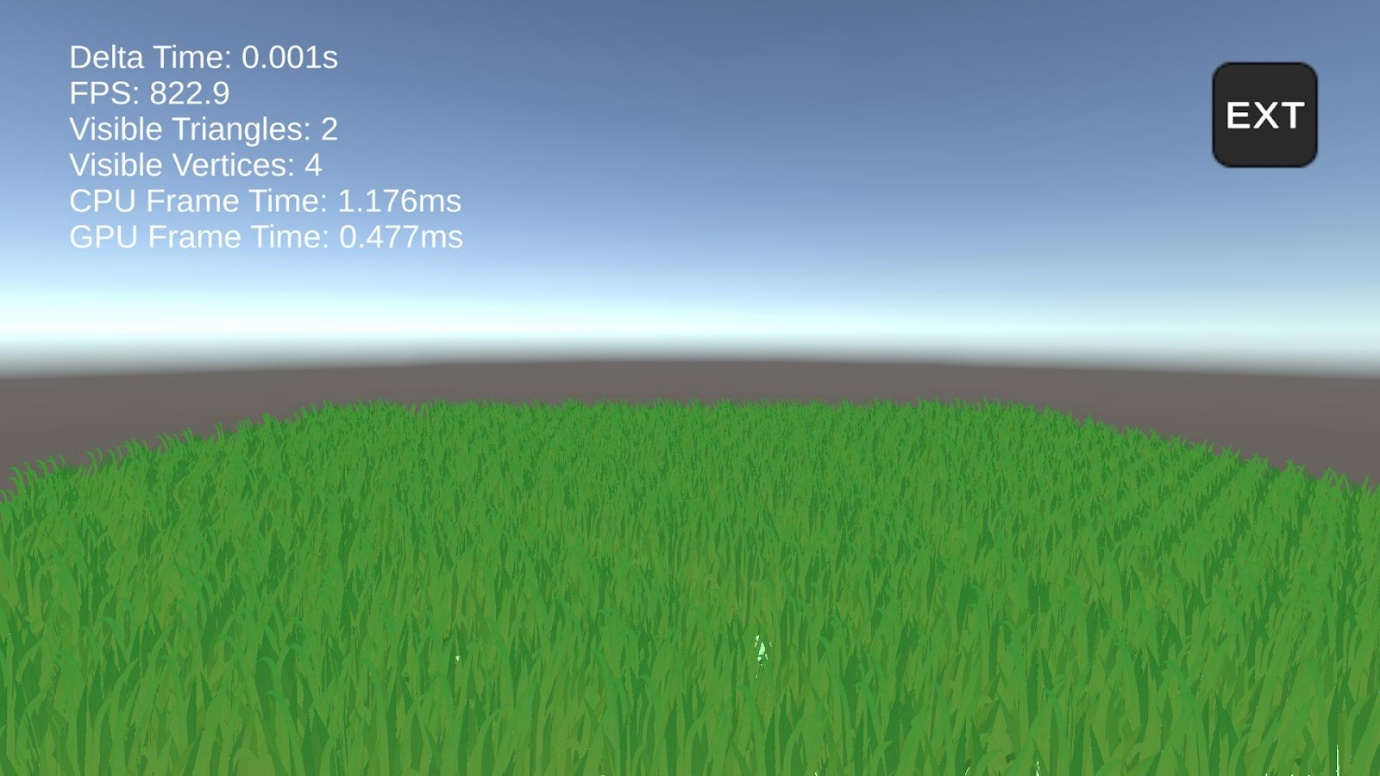 Delta Time: 0.001s
FPS: 822.9
Visible Triangles: 2
Visible Vertices: 4
CPU Frame Time: 1.176ms
GPU Frame Time: 0.477ms
EXT